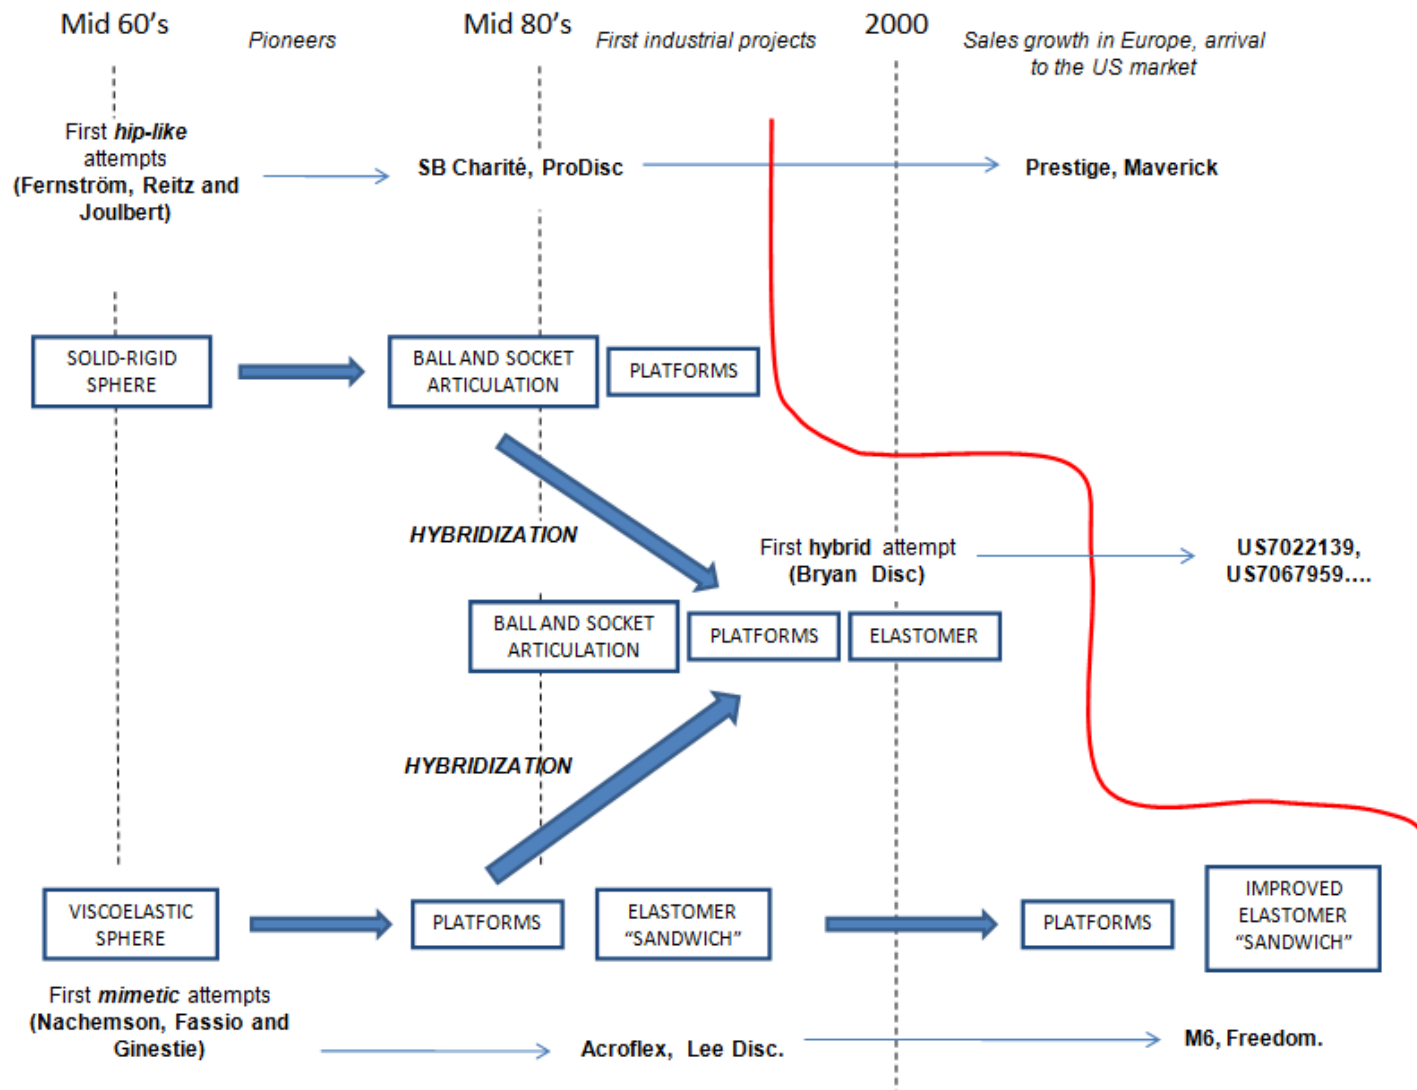 Mid 60's
Pioneers
Mid 80's
First industrial projects
2000
Sales growth in Europe, arrival
to the US market
First hip-like
attempts
(Fernström, Reitz and
Joulbert)
SB Charité, ProDisc
Prestige, Maverick
SOLID-RIGID
SPHERE
BALL AND SOCKET
ARTICULATION
PLATFORMS
HYBRIDIZATION
First hybrid attempt
(Bryan Disc)
US7022139,
US7067959....
BALL AND SOCKET
ARTICULATION
PLATFORMS
ELASTOMER
HYBRIDIZATION
VISCOELASTIC
SPHERE
PLATFORMS
ELASTOMER
“SANDWICH”
PLATFORMS
IMPROVED
ELASTOMER
“SANDWICH”
First mimetic attempts
(Nachemson, Fassio and
Ginestie)
Acroflex, Lee Disc.
M6, Freedom.